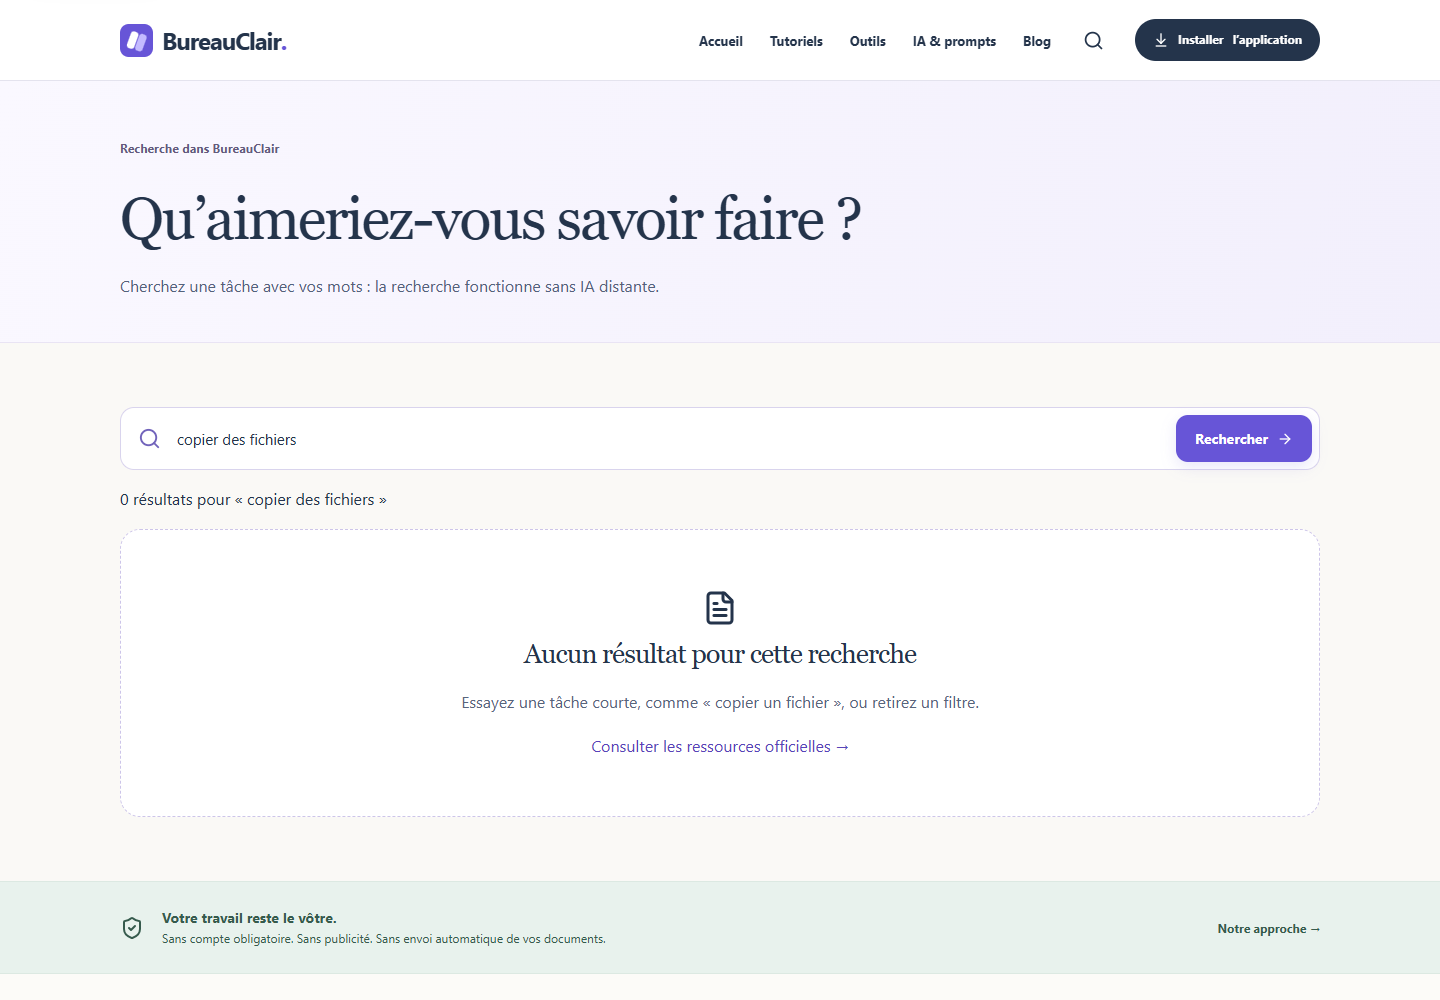 BureauClair.
Accueil
Tutoriels
Outils
IA & prompts
Blog
Installer l’application
Recherche dans BureauClair
Qu’aimeriez-vous savoir faire ?
Cherchez une tâche avec vos mots : la recherche fonctionne sans IA distante.
copier des fichiers
Rechercher →
0 résultats pour « copier des fichiers »
Aucun résultat pour cette recherche
Essayez une tâche courte, comme « copier un fichier », ou retirez un filtre.
Consulter les ressources officielles →
Votre travail reste le vôtre.
Sans compte obligatoire. Sans publicité. Sans envoi automatique de vos documents.
Notre approche →